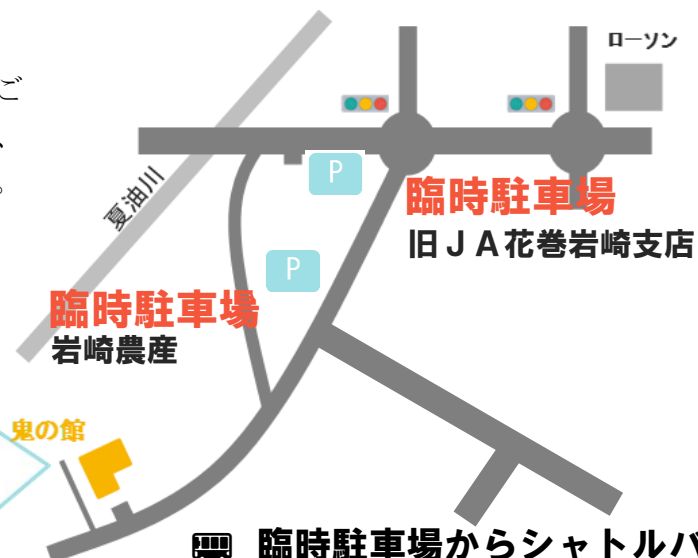 ローソン
ご
、
。
夏油川
P
臨時駐車場
旧ＪＡ花巻岩崎支店
P
臨時駐車場
岩崎農産
鬼の館
臨時駐車場からシャトルバ